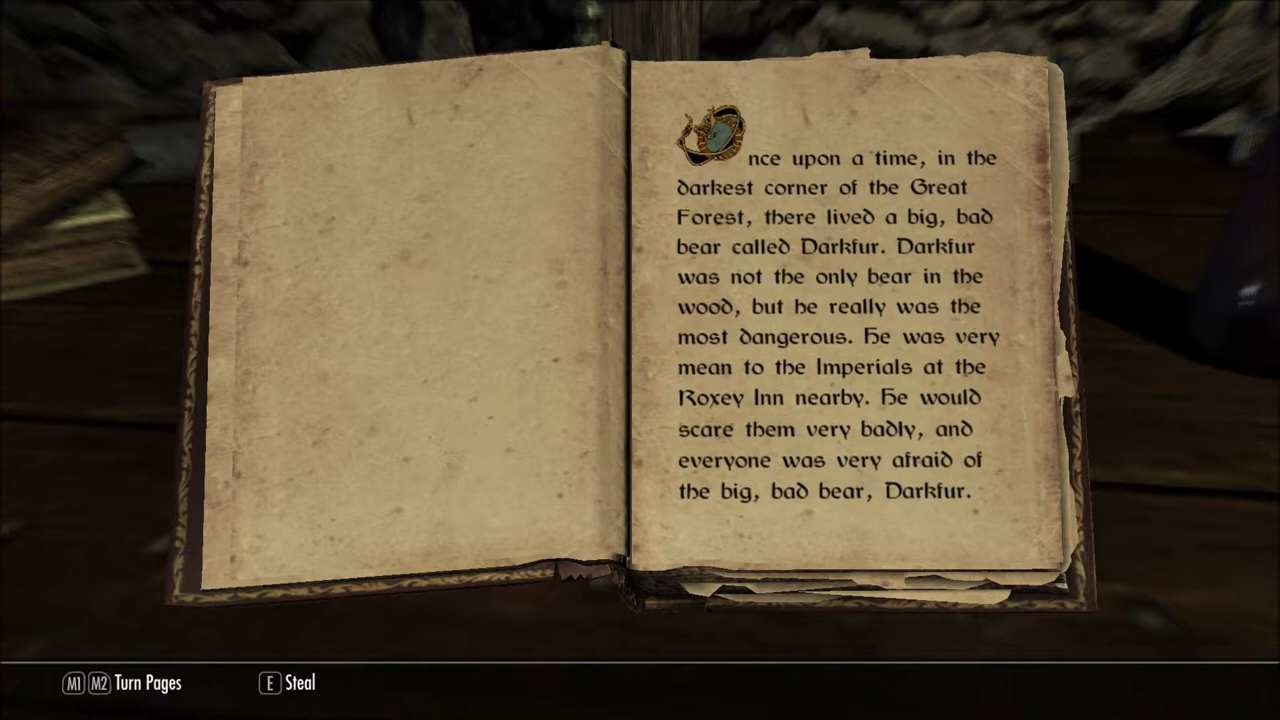 Once upon a time, in the
darkest corner of the Great
Forest, there lived a big, bad
bear called Darkfur. Darkfur
was not the only bear in the
wood, but he really was the
most dangerous. He was very
mean to the Imperials at the
Roxey Inn nearby. He would
scare them very badly, and
everyone was very afraid of
the big, bad bear, Darkfur.
M1 M2 Turn Pages
E Steal